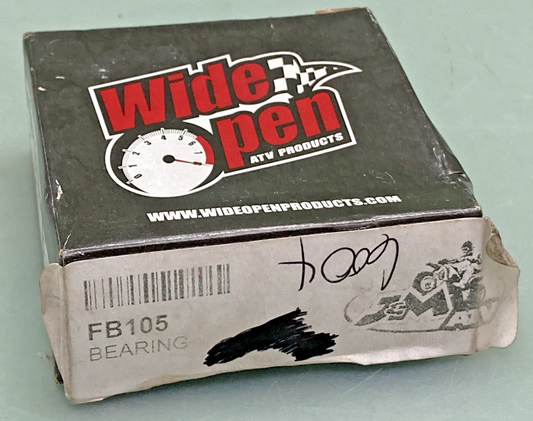 Wide
Open
ATV PRODUCTS
WWW.WIDEOPENPRODUCTS.COM
FB105
BEARING